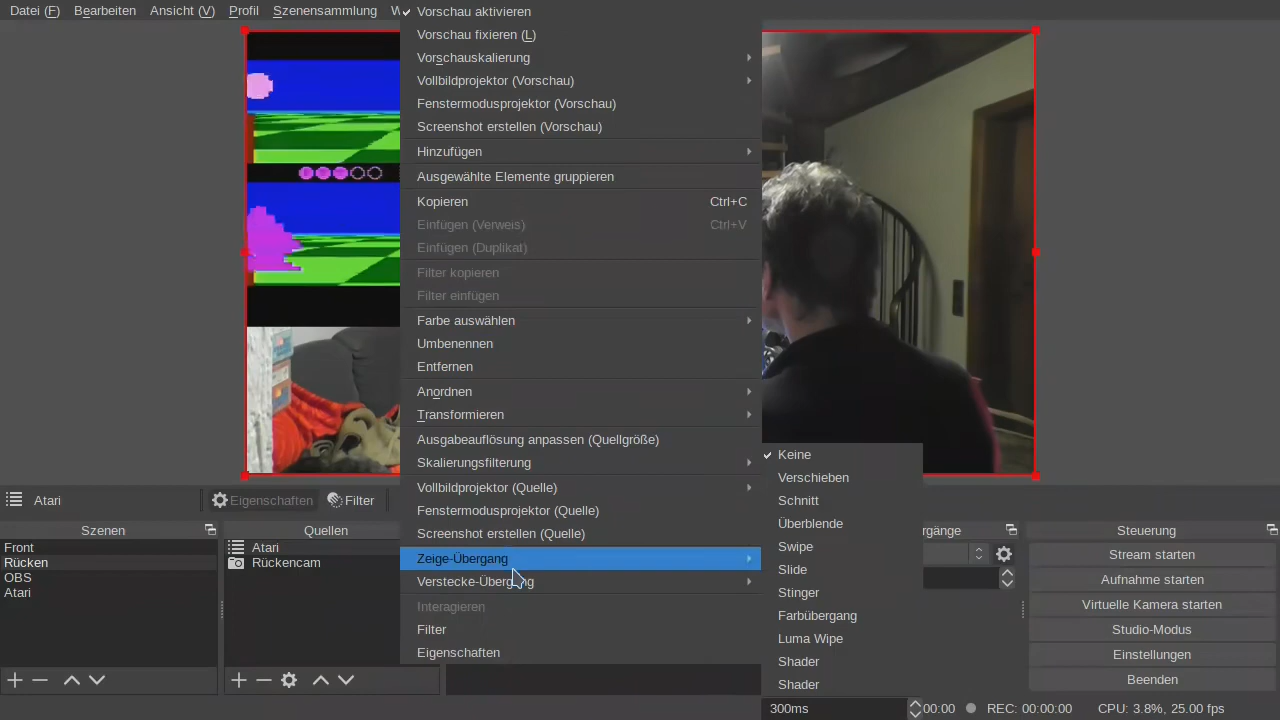 Datei (F) Bearbeiten Ansicht (V) Profil Szenensammlung W
Vorschau aktivieren
Vorschau fixieren (L)
Vorschauskalierung
Vollbildprojektor (Vorschau)
Fenstermodusprojektor (Vorschau)
Screenshot erstellen (Vorschau)
Hinzufügen
Ausgewählte Elemente gruppieren
Kopieren Ctrl+C
Einfügen (Verweis) Ctrl+V
Einfügen (Duplikat)
Filter kopieren
Filter einfügen
Farbe auswählen
Umbenennen
Entfernen
Anordnen
Transformieren
Ausgabeauflösung anpassen (Quellgröße)
Skalierungsfilterung
Vollbildprojektor (Quelle)
Fenstermodusprojektor (Quelle)
Screenshot erstellen (Quelle)
Zeige-Übergang
Verstecke-Übergang
Interagieren
Filter
Eigenschaften
Keine
Verschieben
Schnitt
Überblende
Swipe
Slide
Stinger
Farbübergang
Luma Wipe
Shader
Shader
300ms
Atari
Eigenschaften
Filter
Szenen
Front
Rücken
OBS
Atari
Quellen
Atari
Rückencam
rgänge
Steuerung
Stream starten
Aufnahme starten
Virtuelle Kamera starten
Studio-Modus
Einstellungen
Beenden
00:00 REC: 00:00:00 CPU: 3.8%, 25.00 fps